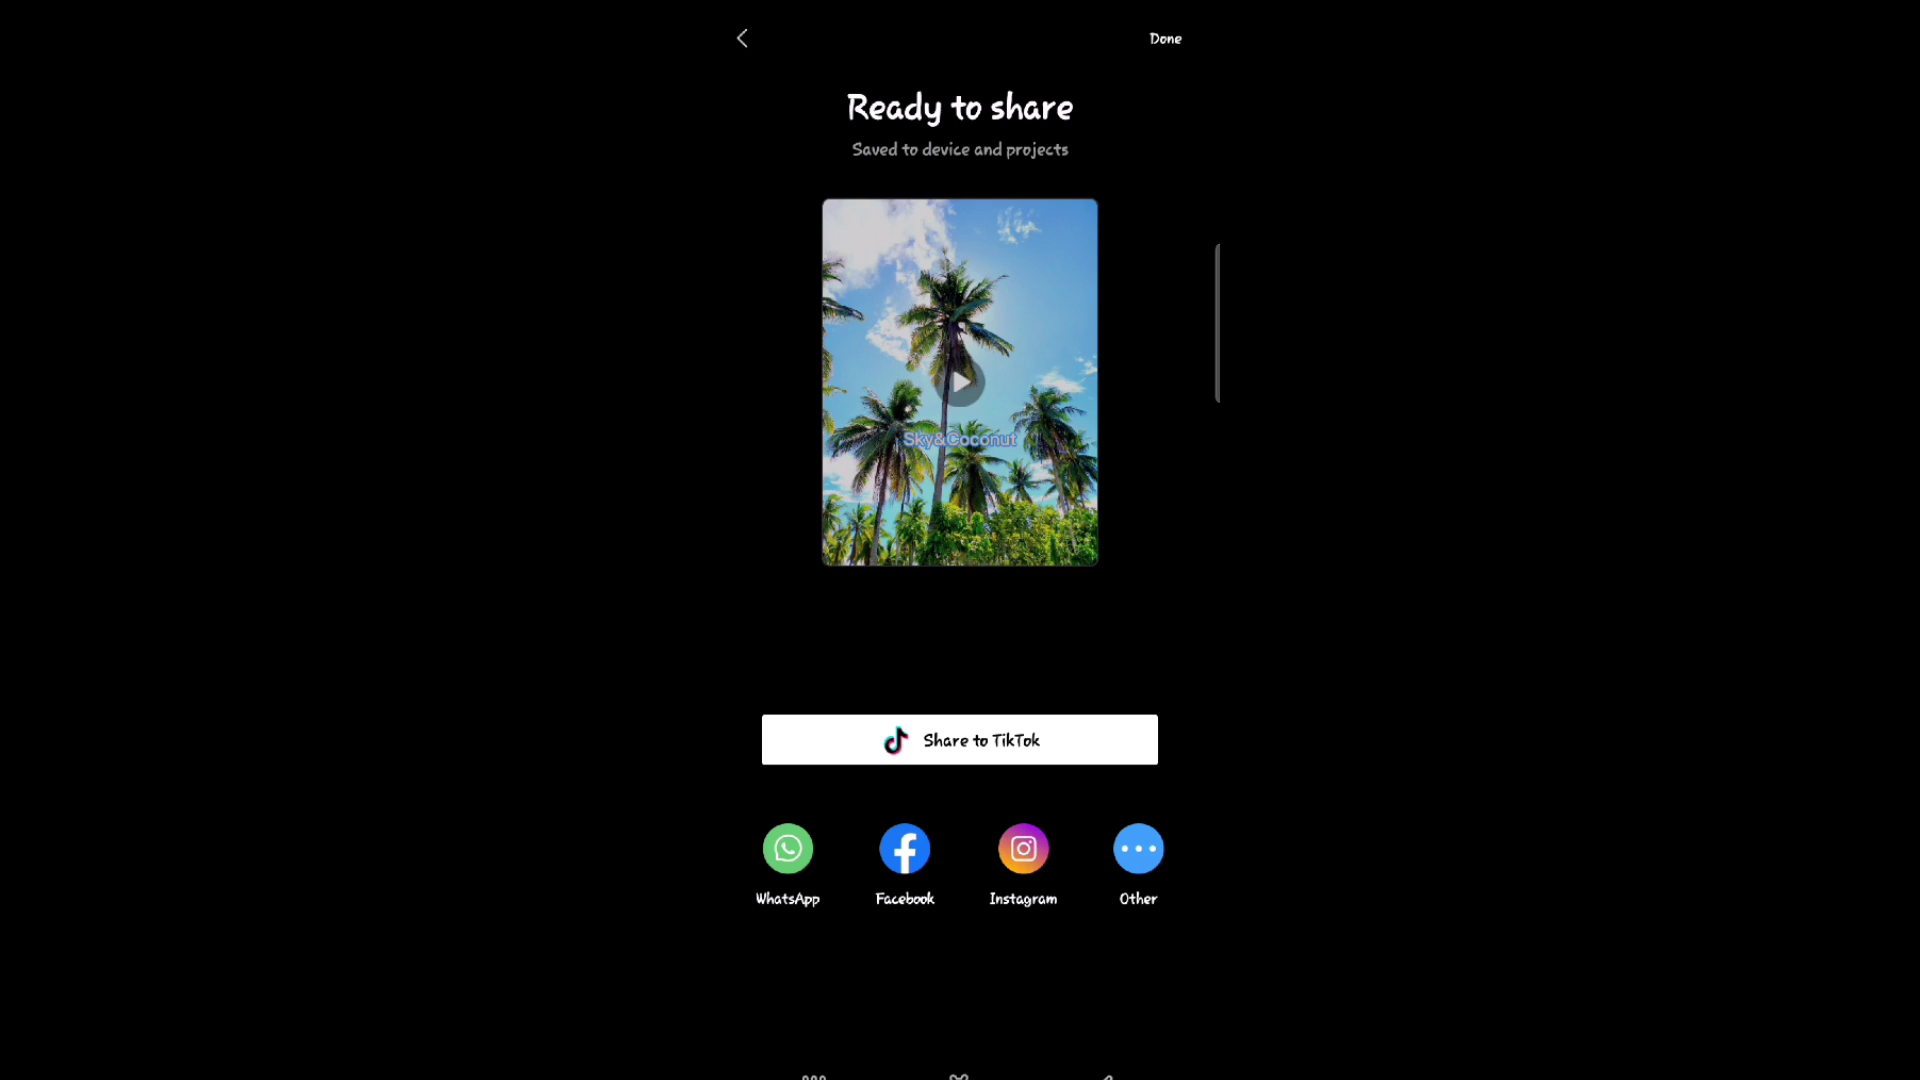 Done
Ready to share
Saved to device and projects
Sky&Coconut
Share to TikTok
WhatsApp
Facebook
Instagram
Other